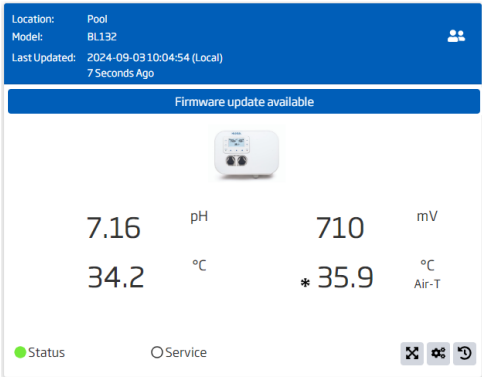 Location: Pool
Model: BL132
Last Updated: 2024-09-03 10:04:54 (Local)
7 Seconds Ago
Firmware update available
7.16 pH 710 mV
34.2 °C * 35.9 °C
Air-T
Status Service